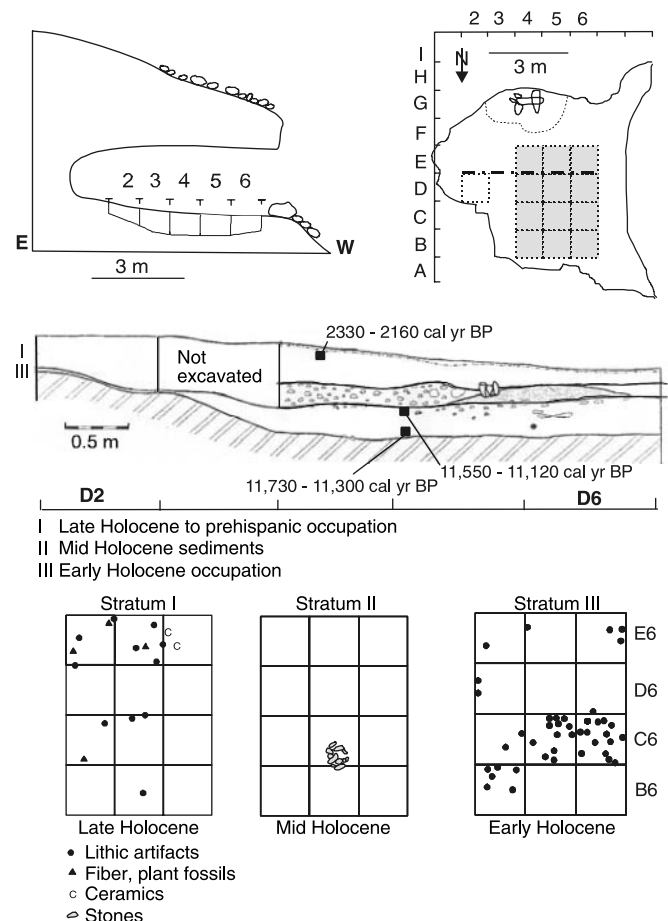 2 3 4 5 6
E
W
3 m
2 3 4 5 6
I
N
3 m
H
G
F
E
D
C
B
A
2330 - 2160 cal yr BP
I
III
Not
excavated
0.5 m
11,550 - 11,120 cal yr BP
11,730 - 11,300 cal yr BP
D2
D6
I Late Holocene to prehispanic occupation
II Mid Holocene sediments
III Early Holocene occupation
Stratum I
Stratum II
Stratum III
C
C
E6
D6
C6
B6
Late Holocene
Mid Holocene
Early Holocene
Lithic artifacts
Fiber, plant fossils
C Ceramics
Stones